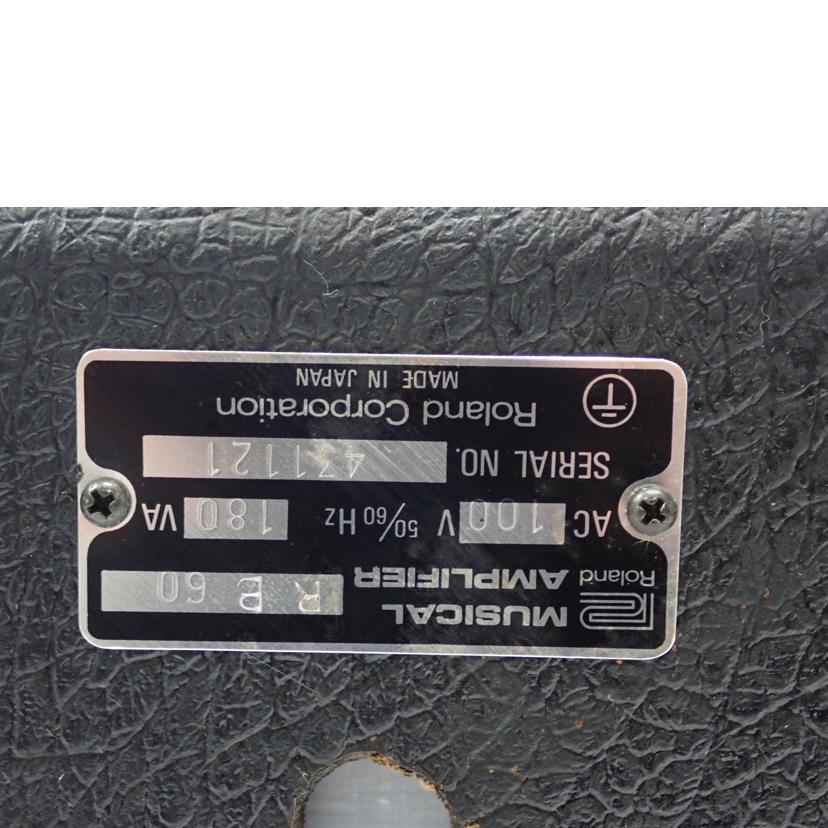 Roland MUSICAL AMPLIFIER R B 60
AC 100 V 50/60 Hz 180 VA
SERIAL NO. 431121
Roland Corporation
MADE IN JAPAN